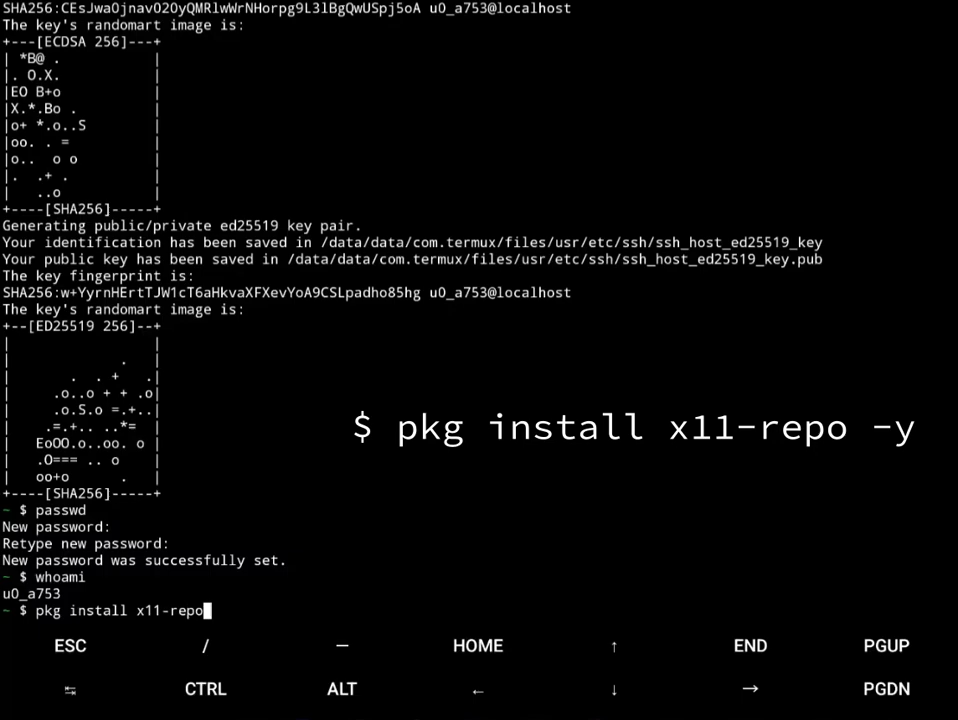 SHA256:CEsJwa0jnav020yQMRlwWrNHorpg9L3lBgQwUSpj5oA u0_a753@localhost
The key's randomart image is:
+---[ECDSA 256]---+
| *B@ .           |
|. O.X.           |
|EO B+o           |
|X.*.Bo .         |
|o+ *.o..S        |
|oo. . =          |
|o..  o o         |
|.  .+ .          |
|   ..o           |
+----[SHA256]-----+
Generating public/private ed25519 key pair.
Your identification has been saved in /data/data/com.termux/files/usr/etc/ssh/ssh_host_ed25519_key
Your public key has been saved in /data/data/com.termux/files/usr/etc/ssh/ssh_host_ed25519_key.pub
The key fingerprint is:
SHA256:w+YyrnHErtTJW1cT6aHkvaXFXevYoA9CSLpadho85hg u0_a753@localhost
The key's randomart image is:
+--[ED25519 256]--+
|                 |
|             .   |
|       .  . +   .|
|     .o..o + + .o|
|     .o.S.o =.+..|
|    .=.+.. ..*=  |
|   EoOO.o..oo. o |
|   .O=== .. o    |
|   oo+o      .   |
+----[SHA256]-----+
$ pkg install x11-repo -y
~ $ passwd
New password:
Retype new password:
New password was successfully set.
~ $ whoami
u0_a753
~ $ pkg install x11-repo
ESC / — HOME ↑ END PGUP
↹ CTRL ALT ← ↓ → PGDN